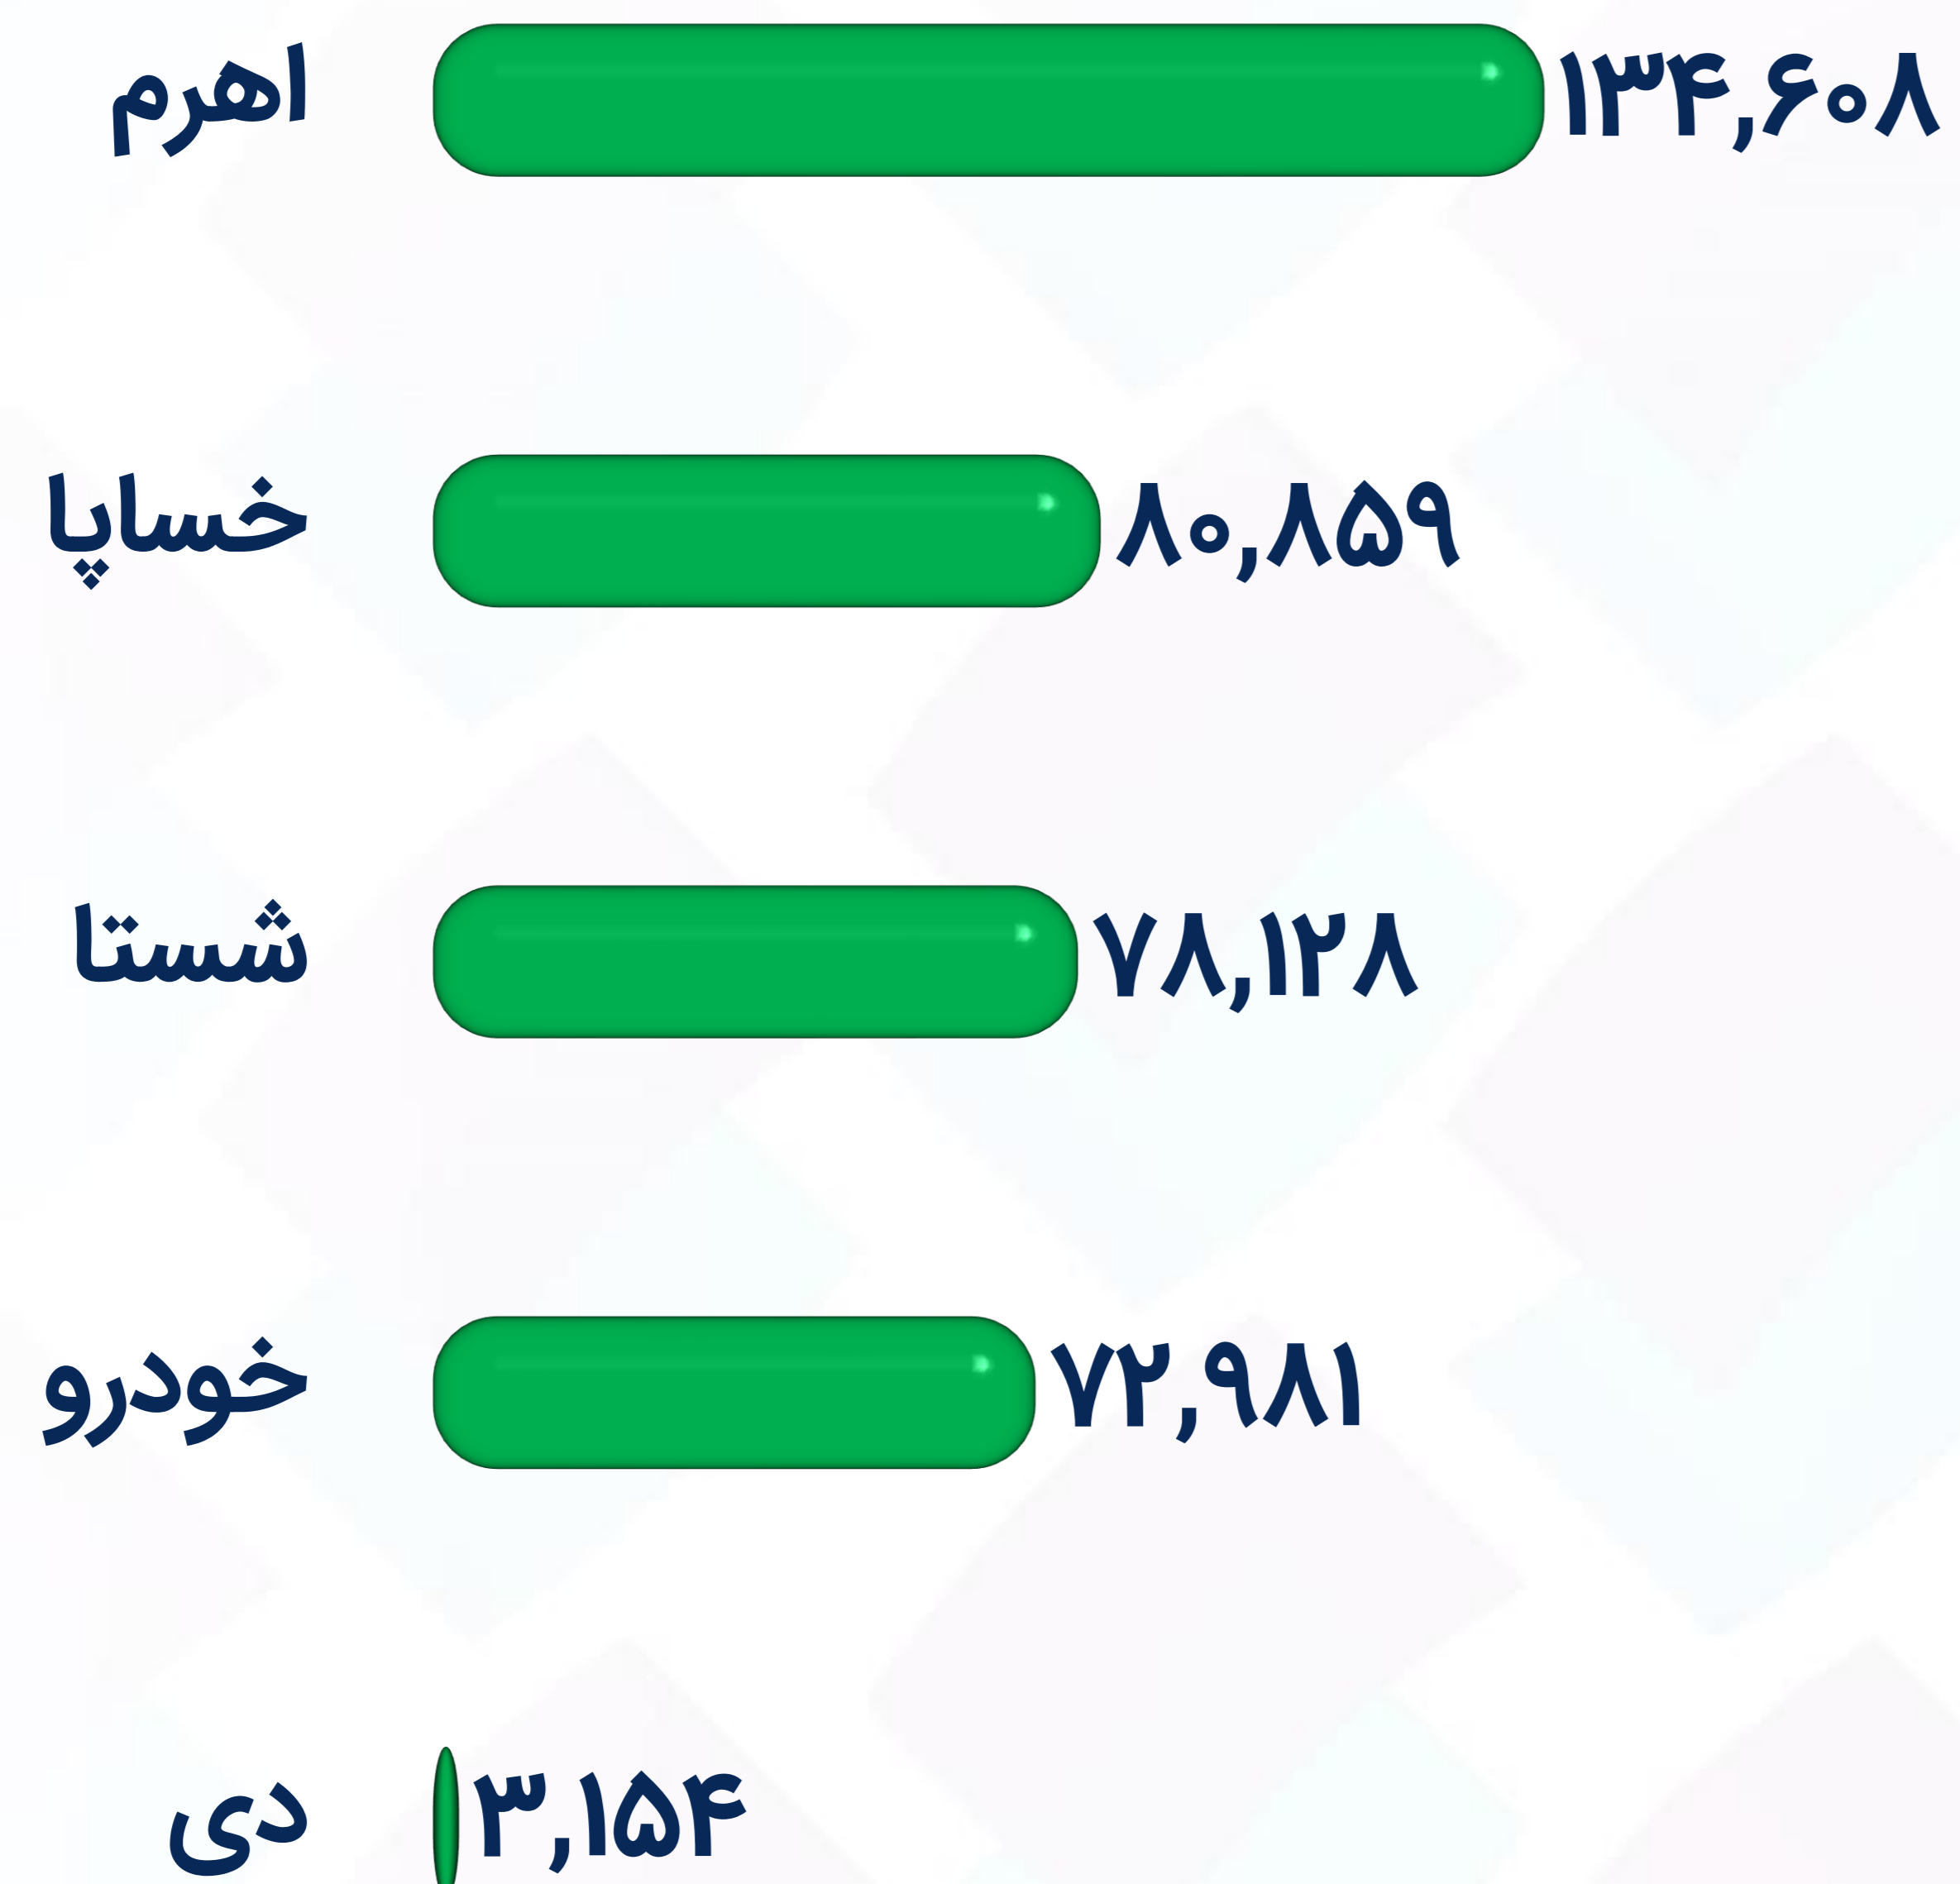 اهرم ۱۳۴,۶۰۸
خساپا ۸۰,۸۵۹
شستا ۷۸,۱۲۸
خودرو ۷۲,۹۸۱
دی ۳,۱۵۴